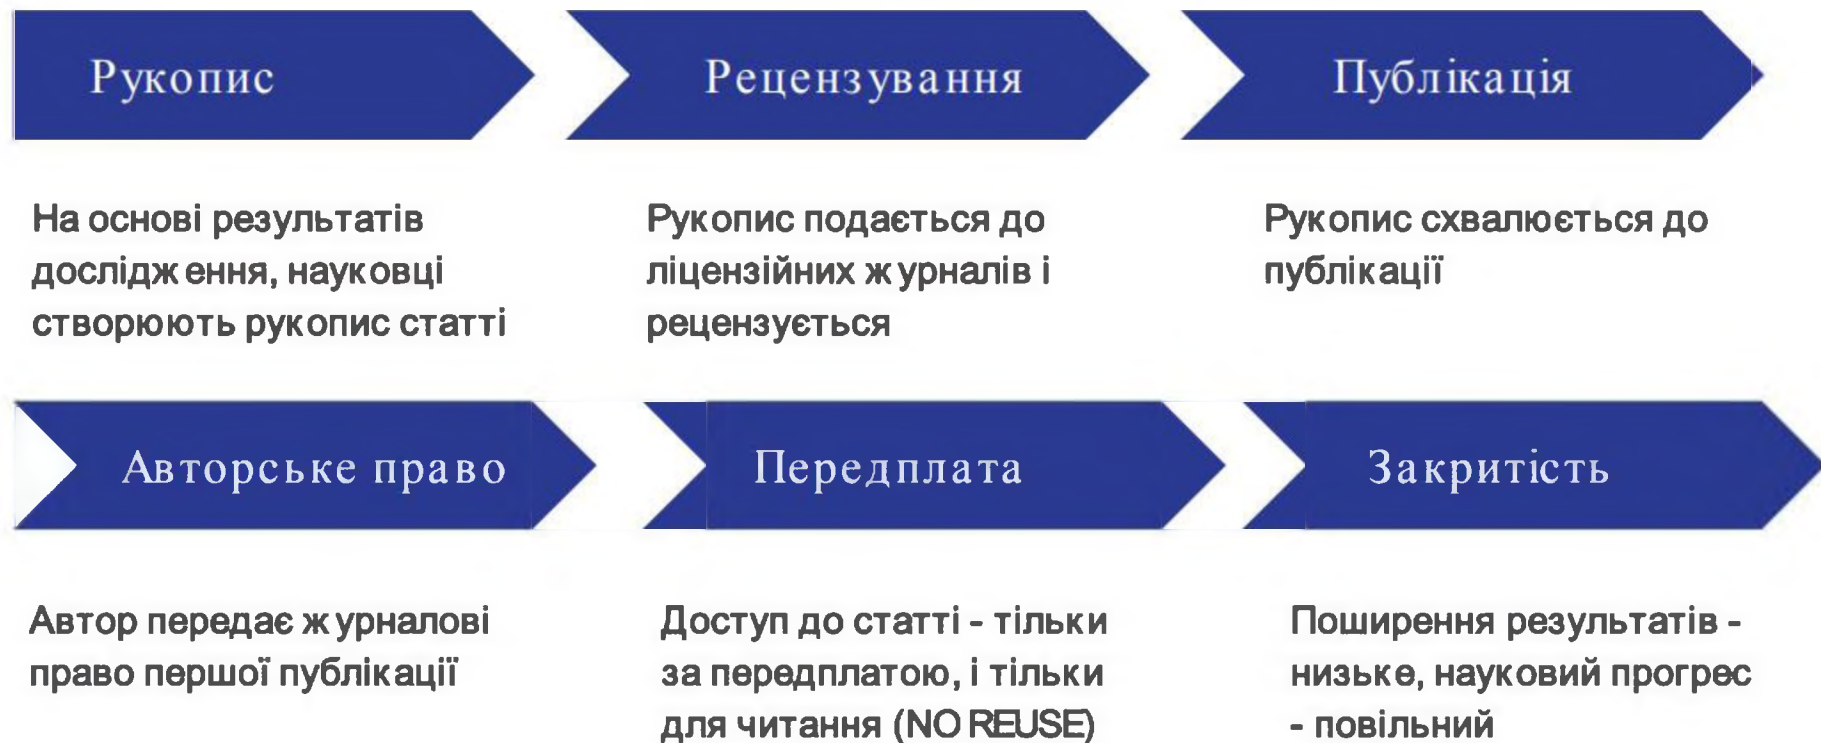 Рукопис
Рецензування
Публікація
На основі результатів
дослідження, науковці
створюють рукопис статті
Рукопис подається до
ліцензійних журналів і
рецензується
Рукопис схвалюється до
публікації
Авторське право
Передплата
Закритість
Автор передає журналові
право першої публікації
Доступ до статті - тільки
за передплатою, і тільки
для читання (NO REUSE)
Поширення результатів -
низьке, науковий прогрес
- повільний